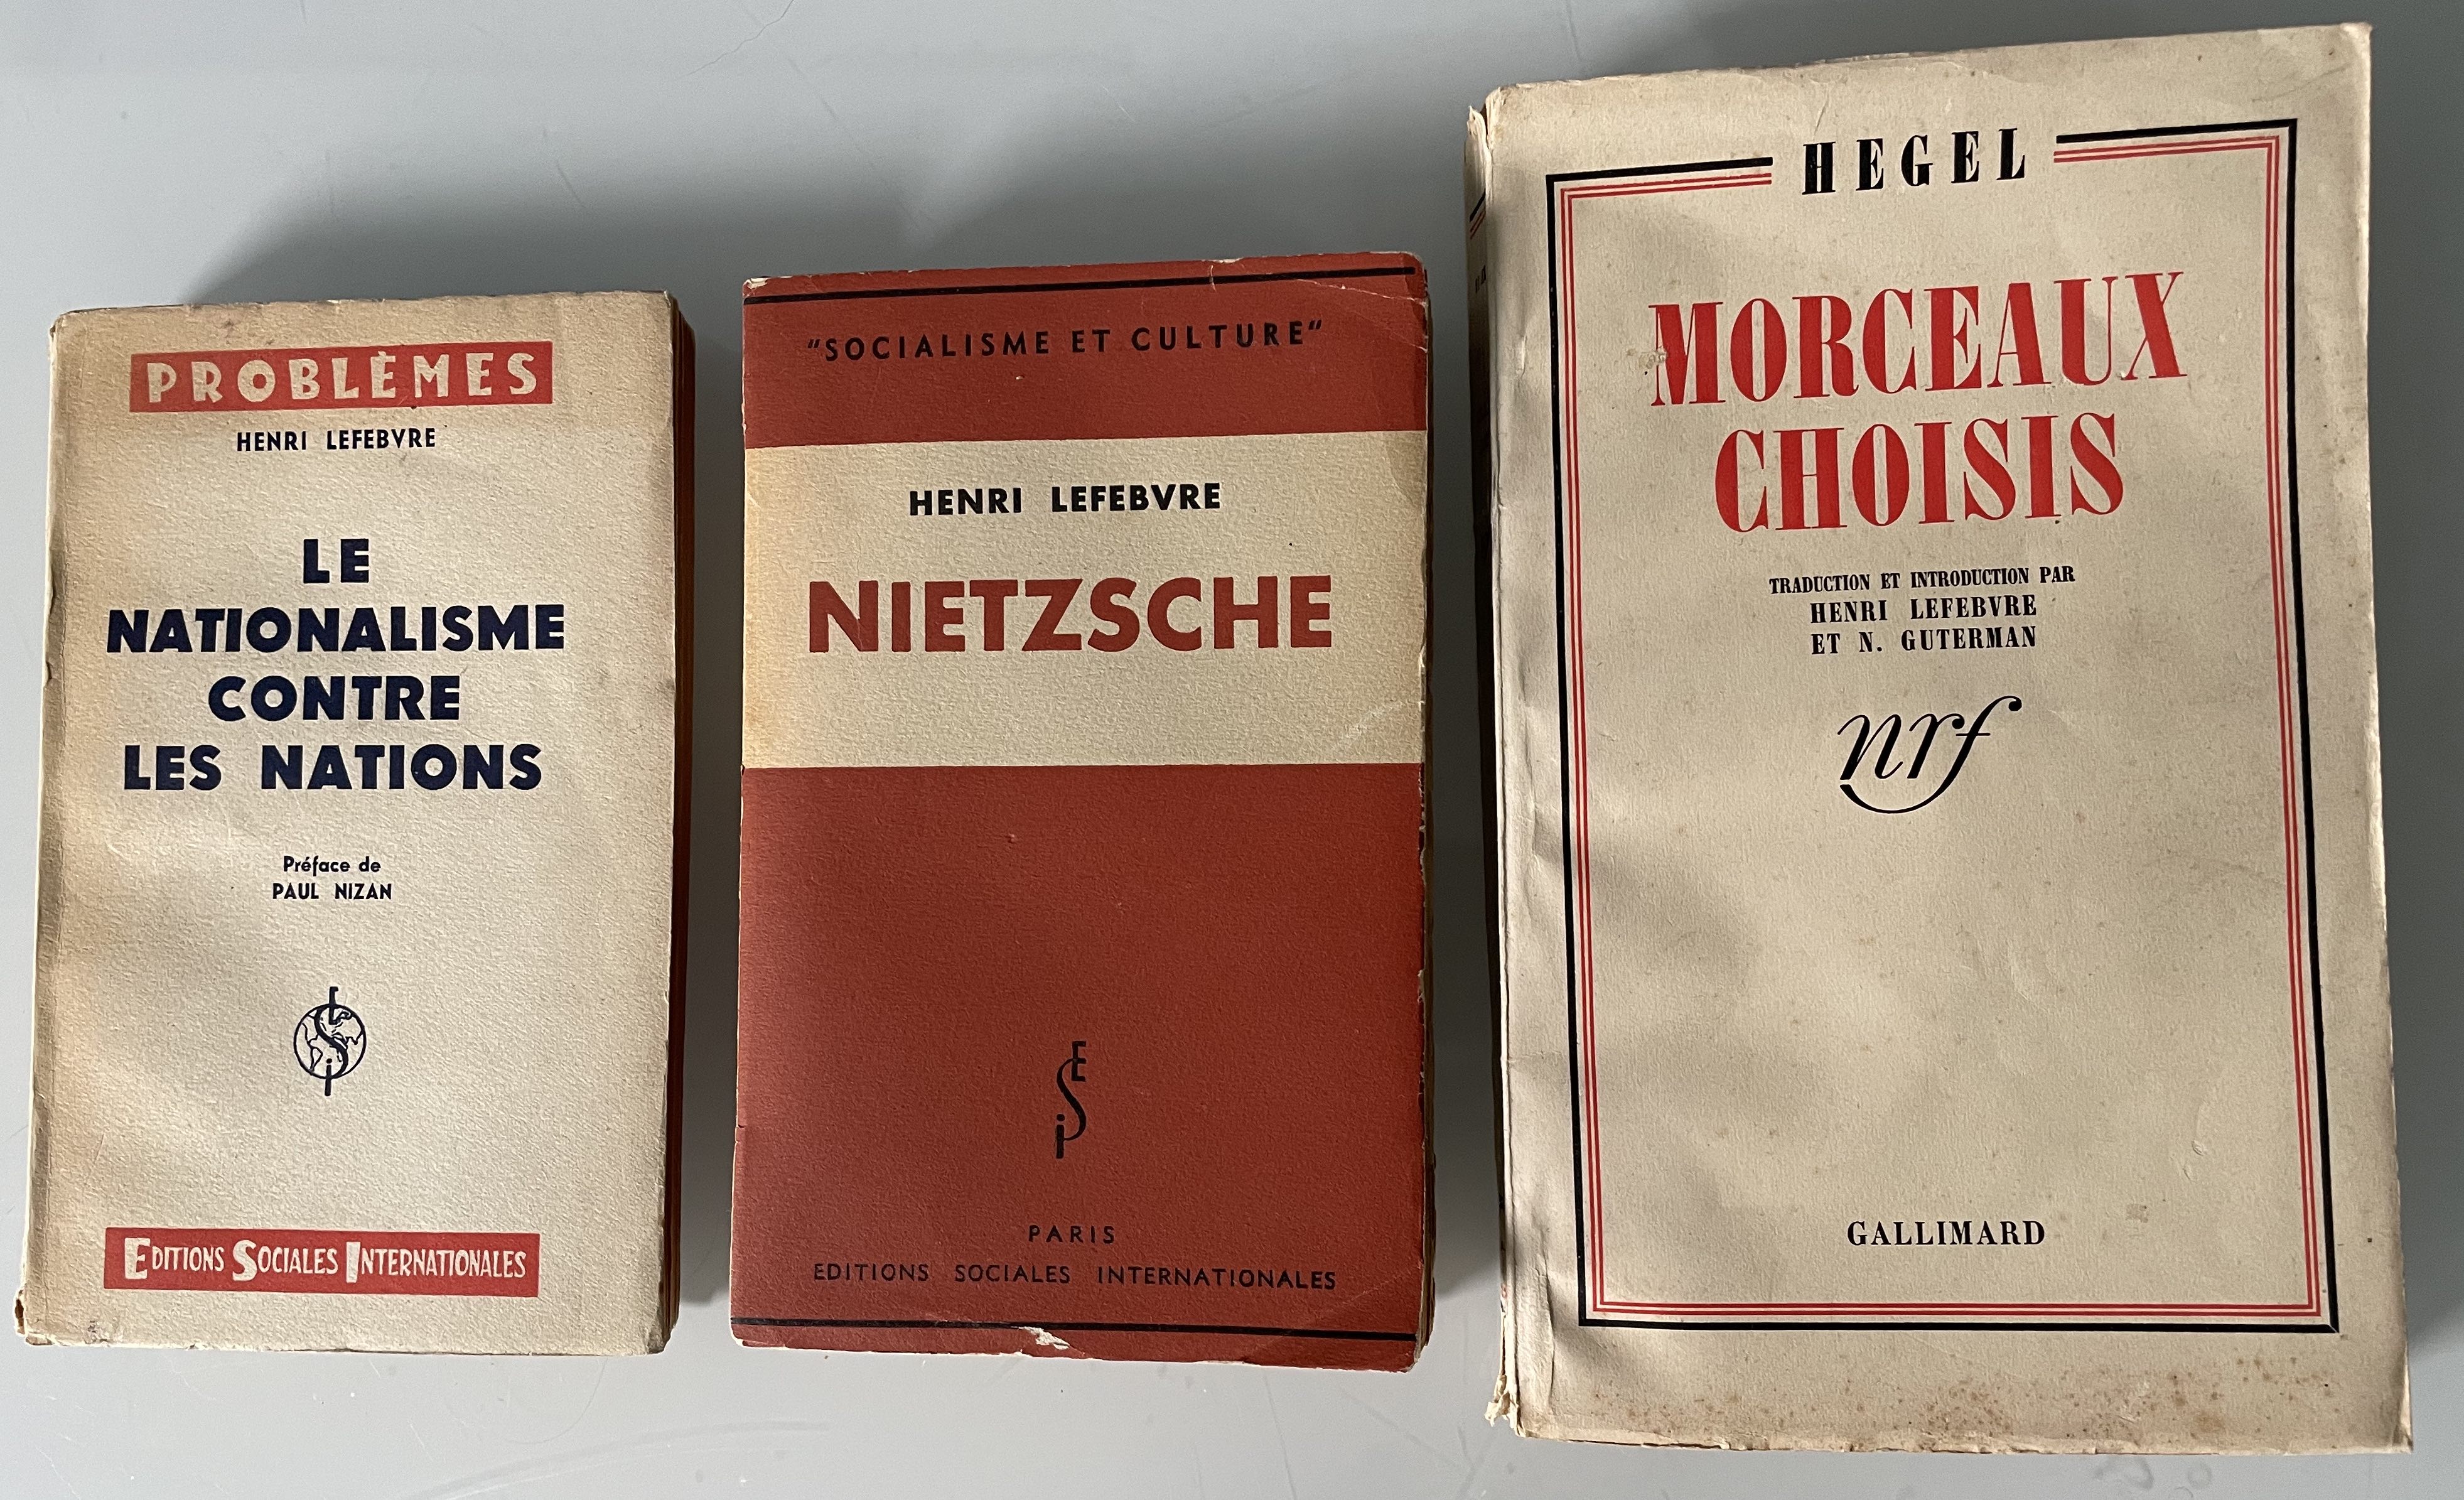 PROBLÈMES
HENRI LEFEBVRE
LE
NATIONALISME
CONTRE
LES NATIONS
Préface de
PAUL NIZAN
ESi
EDITIONS SOCIALES INTERNATIONALES
"SOCIALISME ET CULTURE"
HENRI LEFEBVRE
NIETZSCHE
ESi
PARIS
EDITIONS SOCIALES INTERNATIONALES
HEGEL
MORCEAUX
CHOISIS
TRADUCTION ET INTRODUCTION PAR
HENRI LEFEBVRE
ET N. GUTERMAN
nrf
GALLIMARD